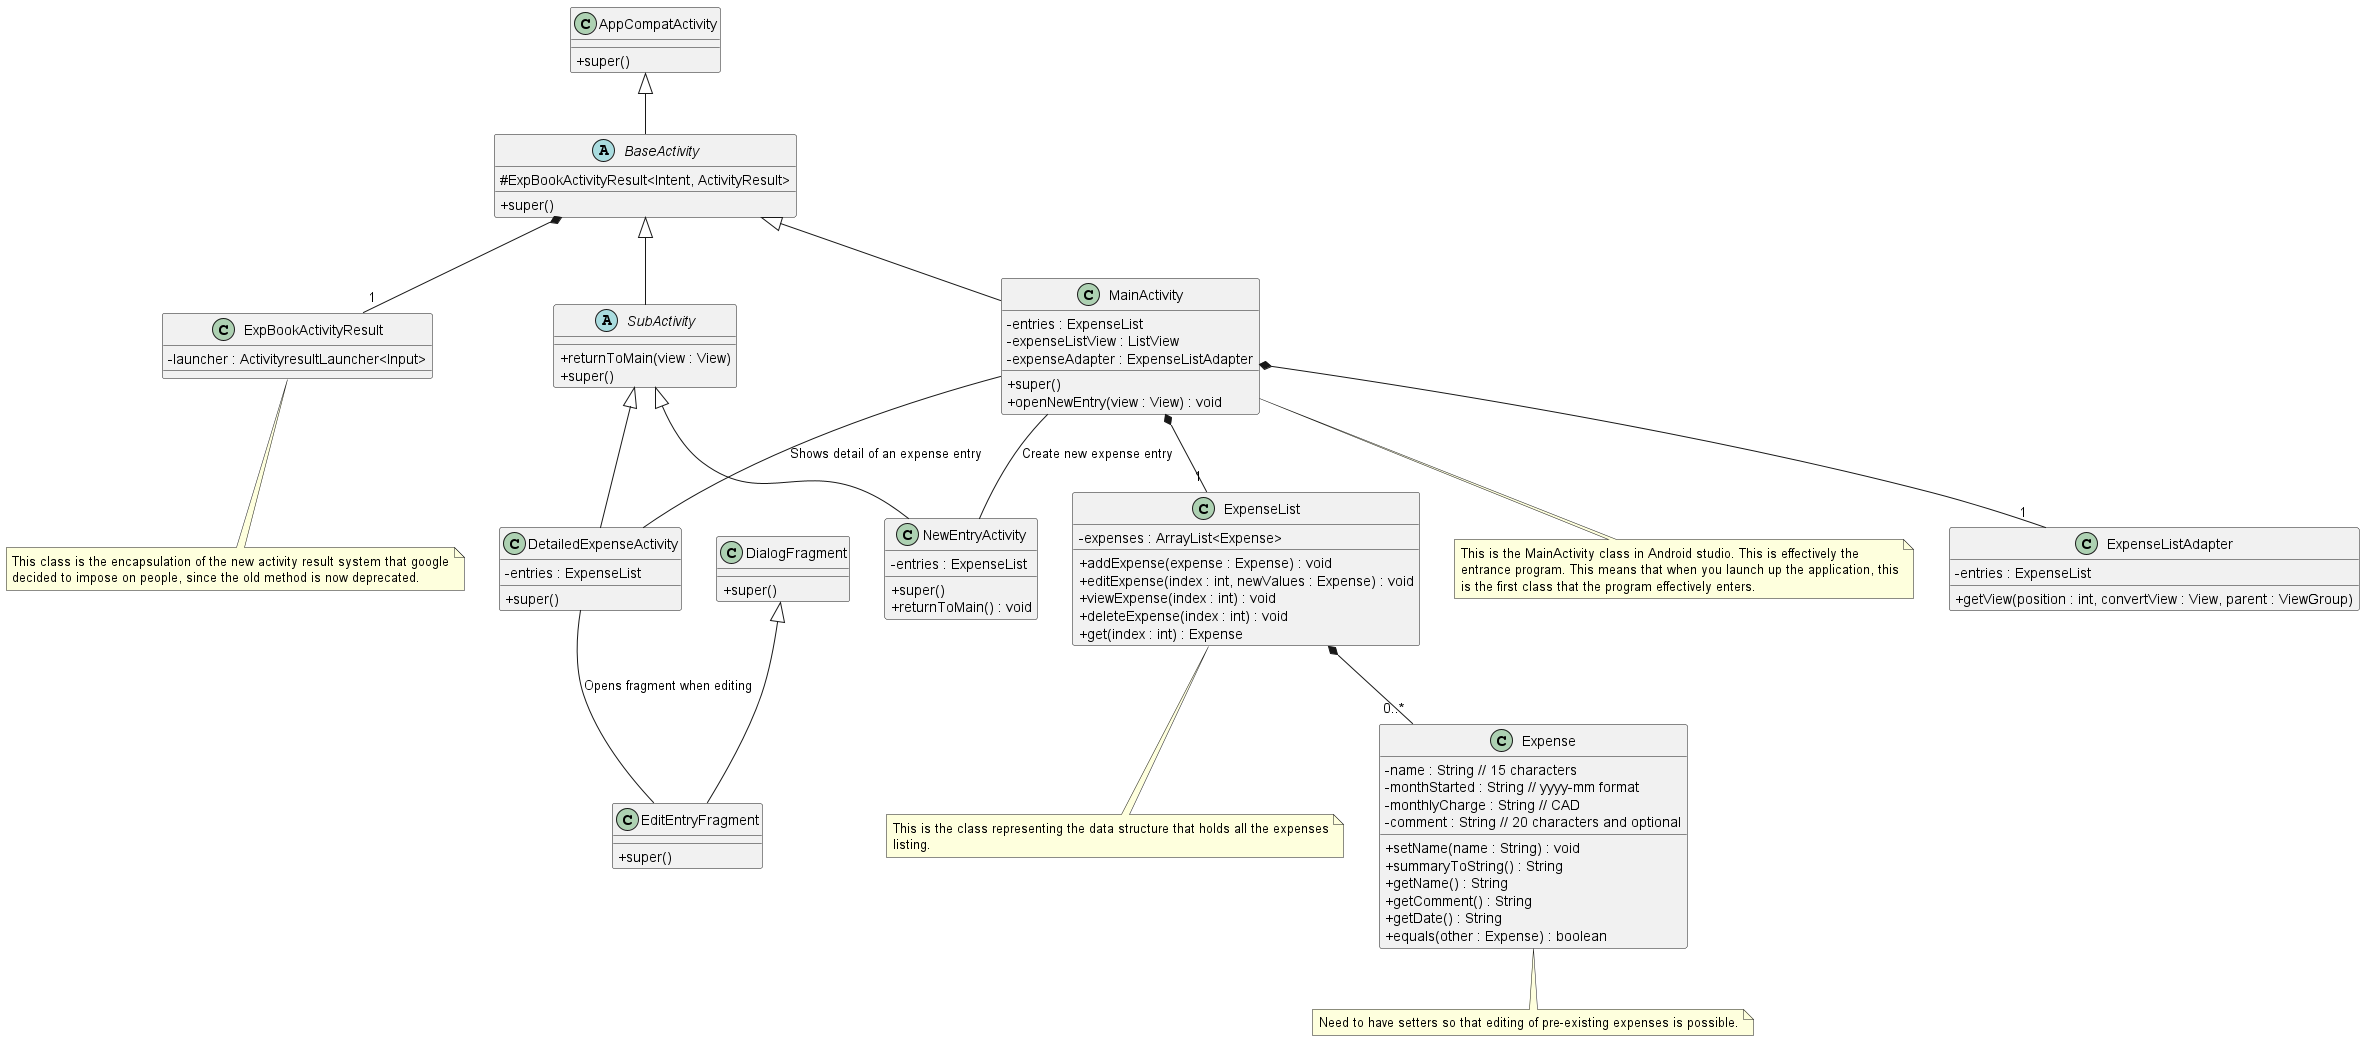 C AppCompatActivity
+super()
A BaseActivity
#ExpBookActivityResult<Intent, ActivityResult>
+super()
1
C ExpBookActivityResult
-launcher : ActivityresultLauncher<Input>
A SubActivity
+returnToMain(view : View)
+super()
C MainActivity
-entries : ExpenseList
-expenseListView : ListView
-expenseAdapter : ExpenseListAdapter
+super()
+openNewEntry(view : View) : void
Shows detail of an expense entry
Create new expense entry
1
1
This class is the encapsulation of the new activity result system that google
decided to impose on people, since the old method is now deprecated.
C DetailedExpenseActivity
-entries : ExpenseList
+super()
C DialogFragment
+super()
C NewEntryActivity
-entries : ExpenseList
+super()
+returnToMain() : void
C ExpenseList
-expenses : ArrayList<Expense>
+addExpense(expense : Expense) : void
+editExpense(index : int, newValues : Expense) : void
+viewExpense(index : int) : void
+deleteExpense(index : int) : void
+get(index : int) : Expense
This is the MainActivity class in Android studio. This is effectively the
entrance program. This means that when you launch up the application, this
is the first class that the program effectively enters.
C ExpenseListAdapter
-entries : ExpenseList
+getView(position : int, convertView : View, parent : ViewGroup)
Opens fragment when editing
0..*
C EditEntryFragment
+super()
This is the class representing the data structure that holds all the expenses
listing.
C Expense
-name : String // 15 characters
-monthStarted : String // yyyy-mm format
-monthlyCharge : String // CAD
-comment : String // 20 characters and optional
+setName(name : String) : void
+summaryToString() : String
+getName() : String
+getComment() : String
+getDate() : String
+equals(other : Expense) : boolean
Need to have setters so that editing of pre-existing expenses is possible.